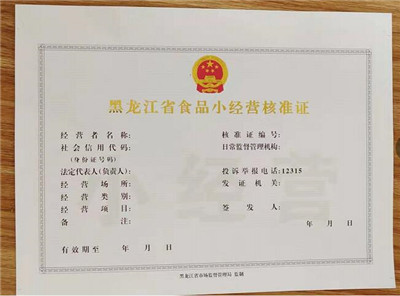 黑龙江省食品小经营核准证
经营者名称:
核准证编号:
社会信用代码:
(身份证号码)
日常监督管理机构:
法定代表人(负责人):
投诉举报电话:12315
经营场所:
发证机关:
经营类别:
经营项目:
签发人:
备注:
年 月 日
有效期至 年 月 日
小经营
黑龙江省市场监督管理局 监制